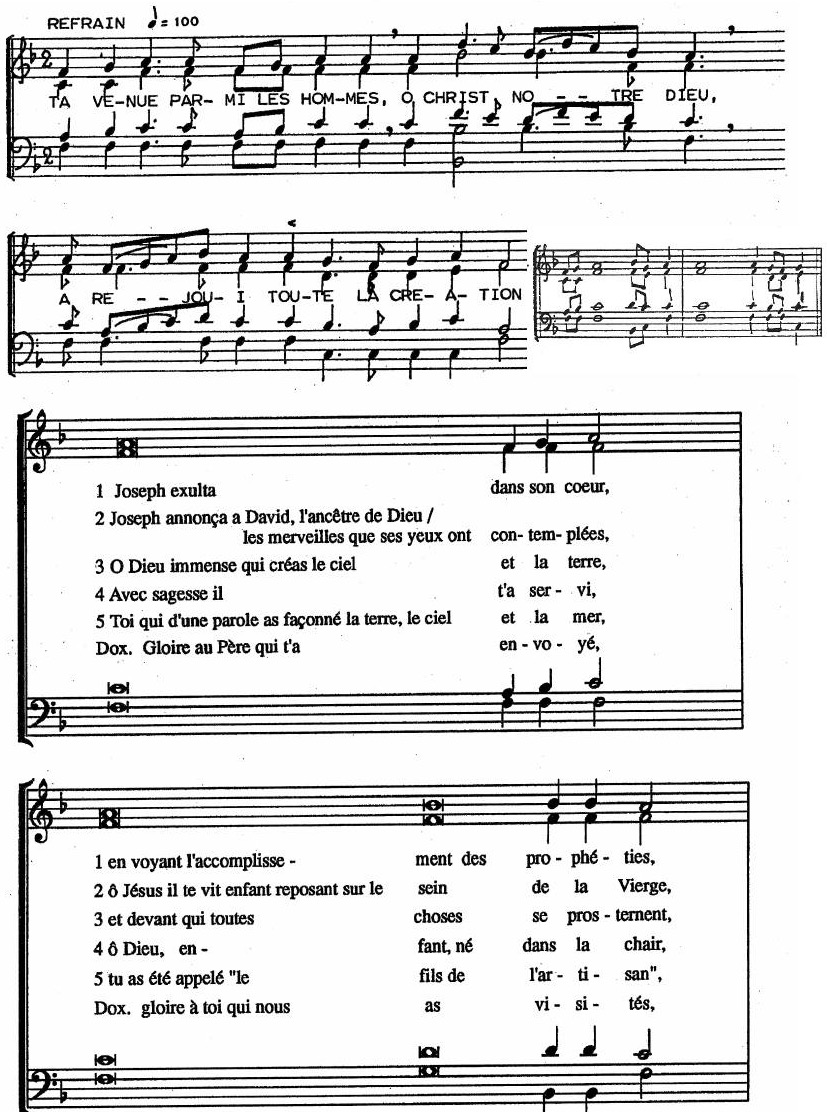 REFRAIN ♩= 100
TA VE-NUE PAR-MI LES HOM-MES, O CHRIST NO - - TRE DIEU,
A RE - - JOU-I TOU-TE LA CRE-A-TION
1 Joseph exulta dans son coeur,
2 Joseph annonça a David, l'ancêtre de Dieu /
les merveilles que ses yeux ont con- tem- plées,
3 O Dieu immense qui créas le ciel et la terre,
4 Avec sagesse il t'a ser - vi,
5 Toi qui d'une parole as façonné la terre, le ciel et la mer,
Dox. Gloire au Père qui t'a en - vo - yé,
1 en voyant l'accomplisse - ment des pro - phé - ties,
2 ô Jésus il te vit enfant reposant sur le sein de la Vierge,
3 et devant qui toutes choses se pros - ternent,
4 ô Dieu, en - fant, né dans la chair,
5 tu as été appelé "le fils de l'ar - ti - san",
Dox. gloire à toi qui nous as vi - si - tés,